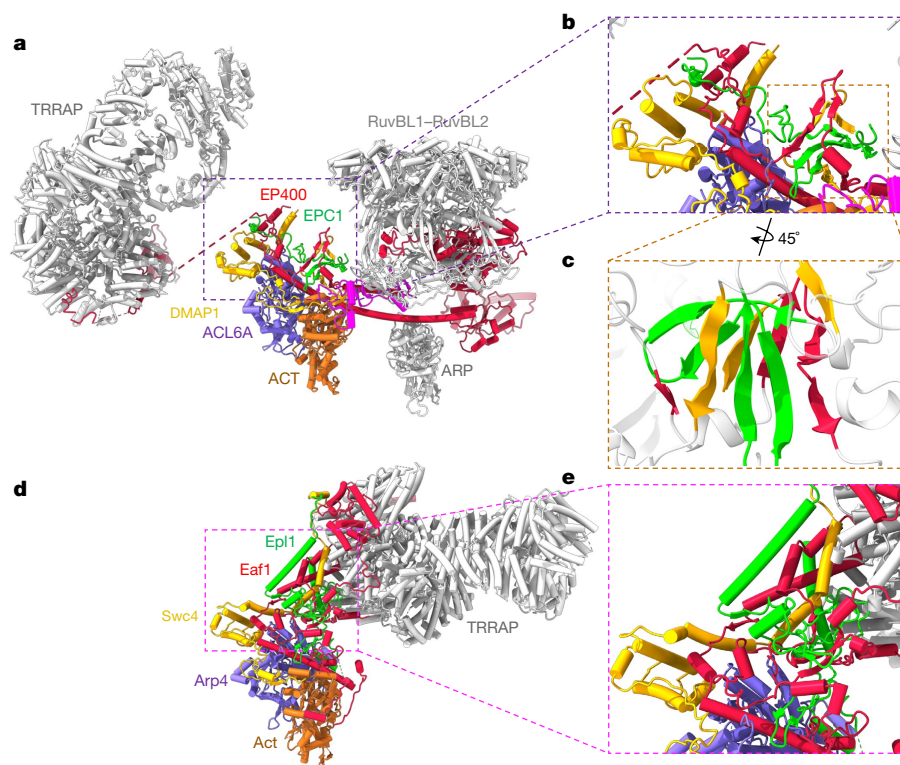 a
TRRAP
RuvBL1–RuvBL2
EP400
EPC1
DMAP1
ACL6A
ACT
ARP
b
45°
c
d
Epl1
Eaf1
Swc4
TRRAP
Arp4
Act
e